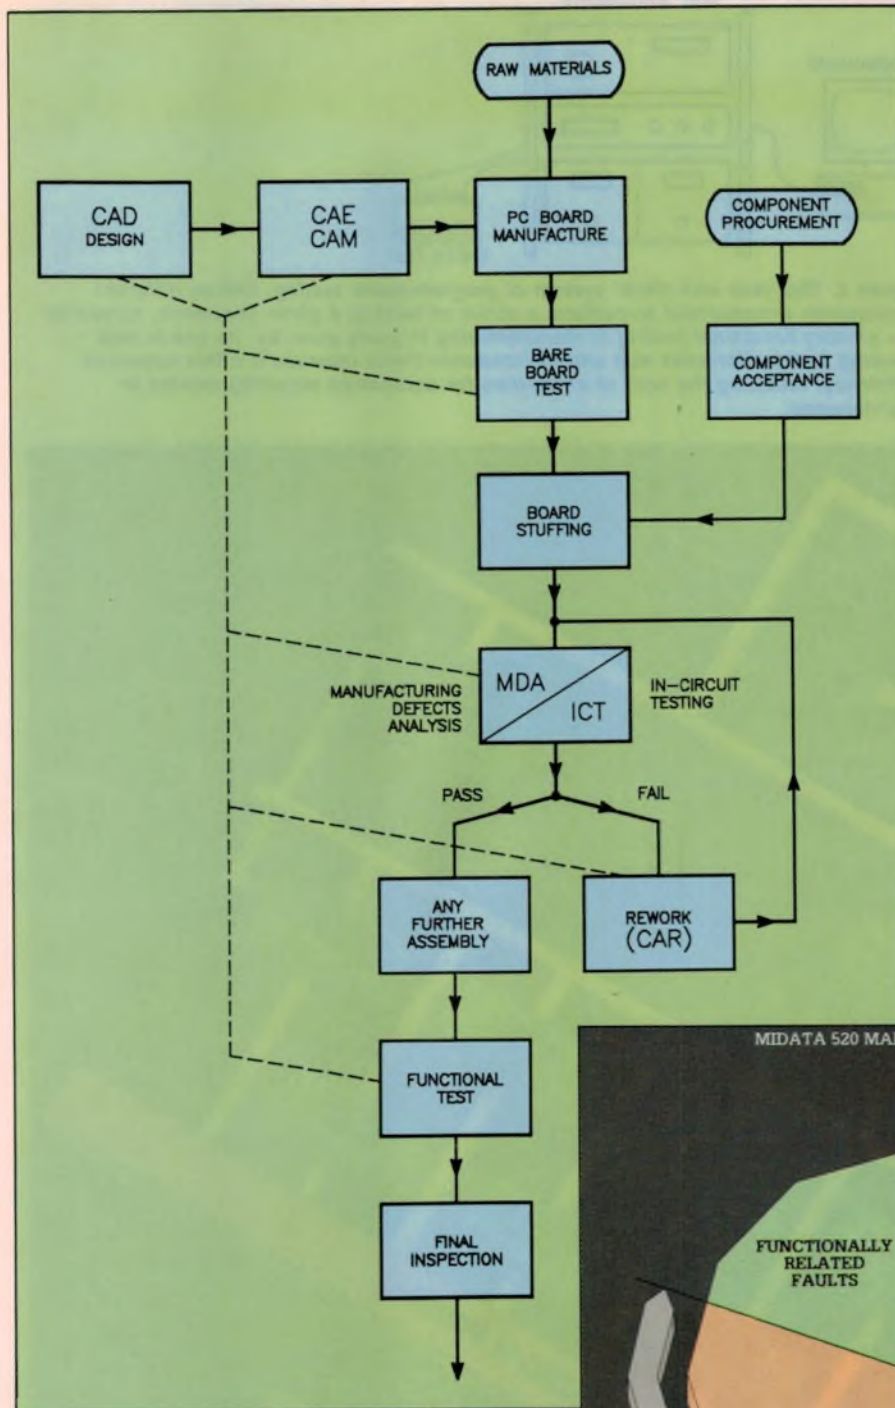 RAW MATERIALS
CAD
DESIGN
CAE
CAM
PC BOARD
MANUFACTURE
COMPONENT
PROCUREMENT
BARE
BOARD
TEST
COMPONENT
ACCEPTANCE
BOARD
STUFFING
MANUFACTURING
DEFECTS
ANALYSIS
MDA
ICT
IN-CIRCUIT
TESTING
PASS
FAIL
ANY
FURTHER
ASSEMBLY
REWORK
(CAR)
MIDATA 520
FUNCTIONAL
TEST
FINAL
INSPECTION
FUNCTIONALLY
RELATED
FAULTS